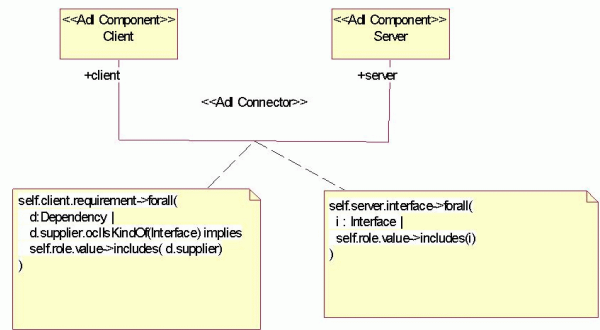 <<Adl Component>>
Client
<<Adl Component>>
Server
+client
+server
<<Adl Connector>>
self.client.requirement->forall(
d:Dependency |
d.supplier.oclIsKindOf(Interface) implies
self.role.value->includes( d.supplier)
)
self.server.interface->forall(
i : Interface |
self.role.value->includes(i)
)